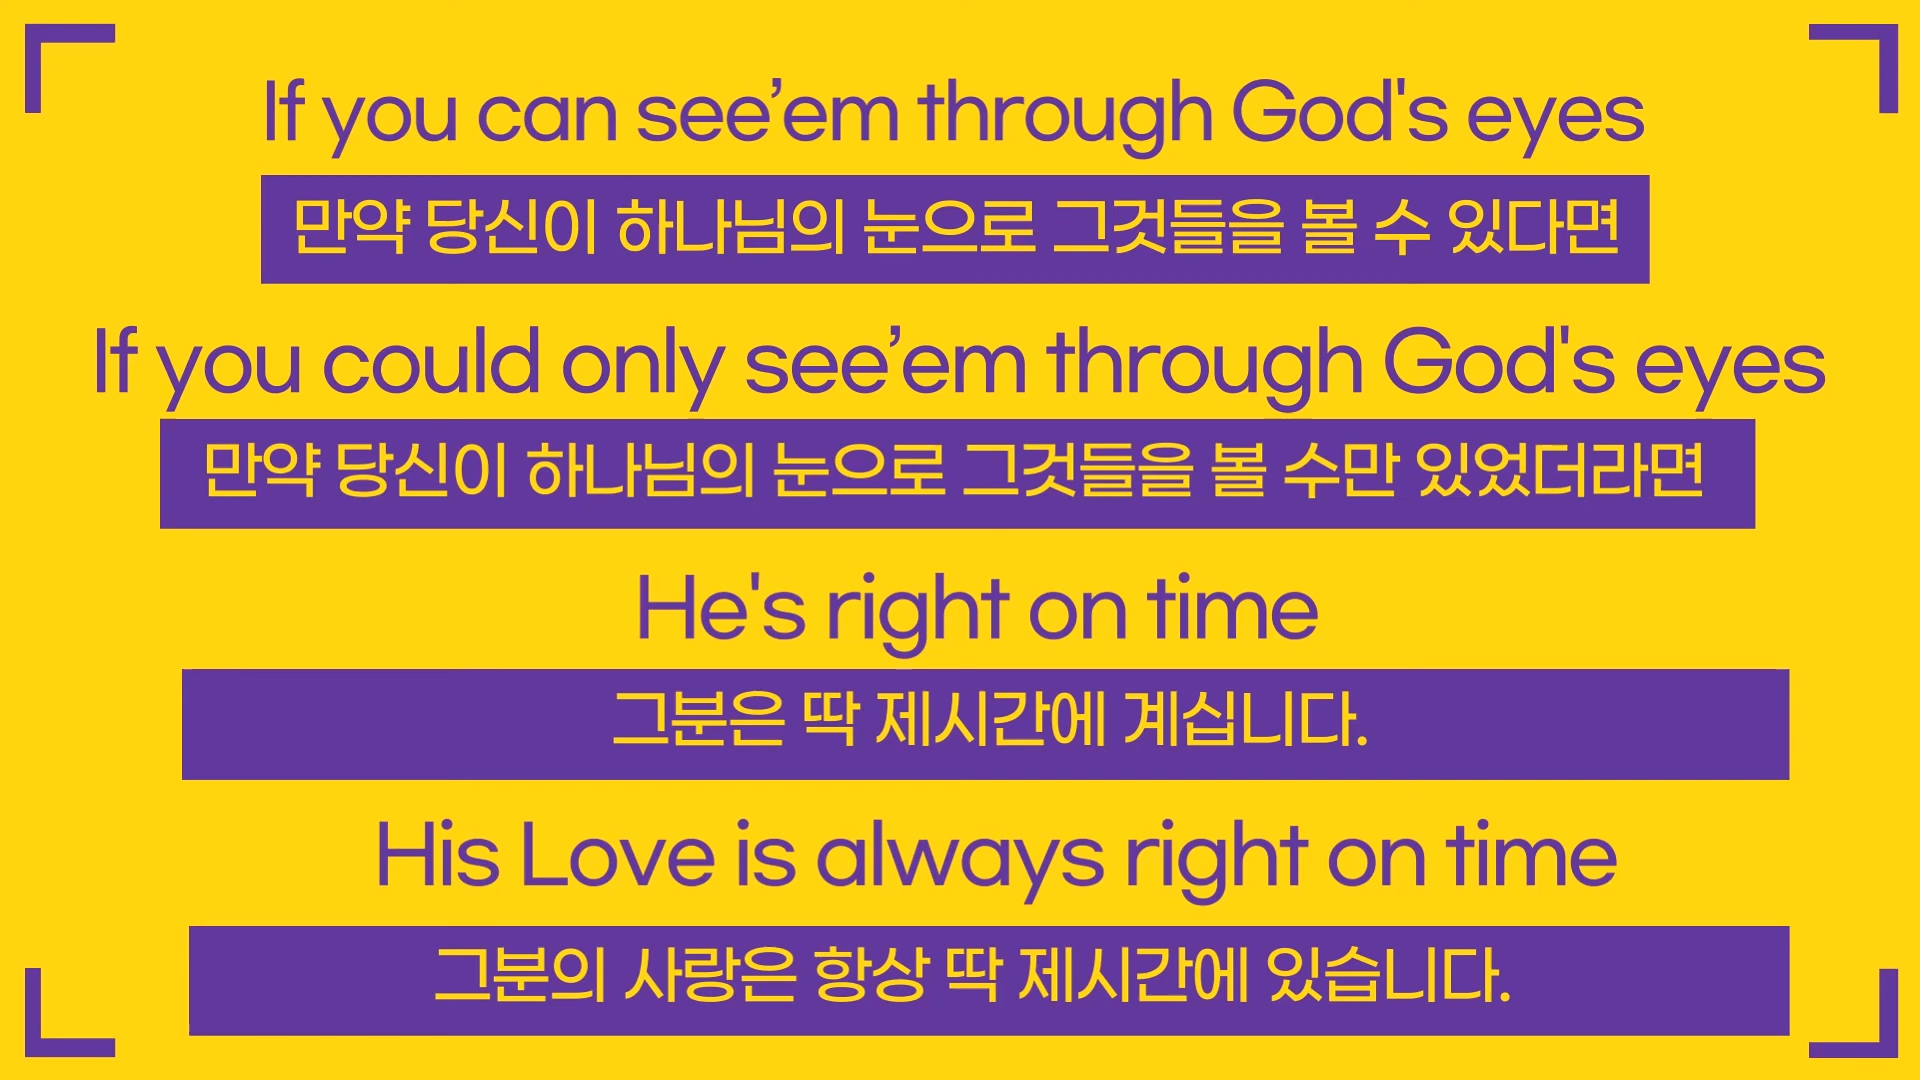 If you can see’em through God's eyes
만약 당신이 하나님의 눈으로 그것들을 볼 수 있다면
If you could only see’em through God's eyes
만약 당신이 하나님의 눈으로 그것들을 볼 수만 있었더라면
He's right on time
그분은 딱 제시간에 계십니다.
His Love is always right on time
그분의 사랑은 항상 딱 제시간에 있습니다.